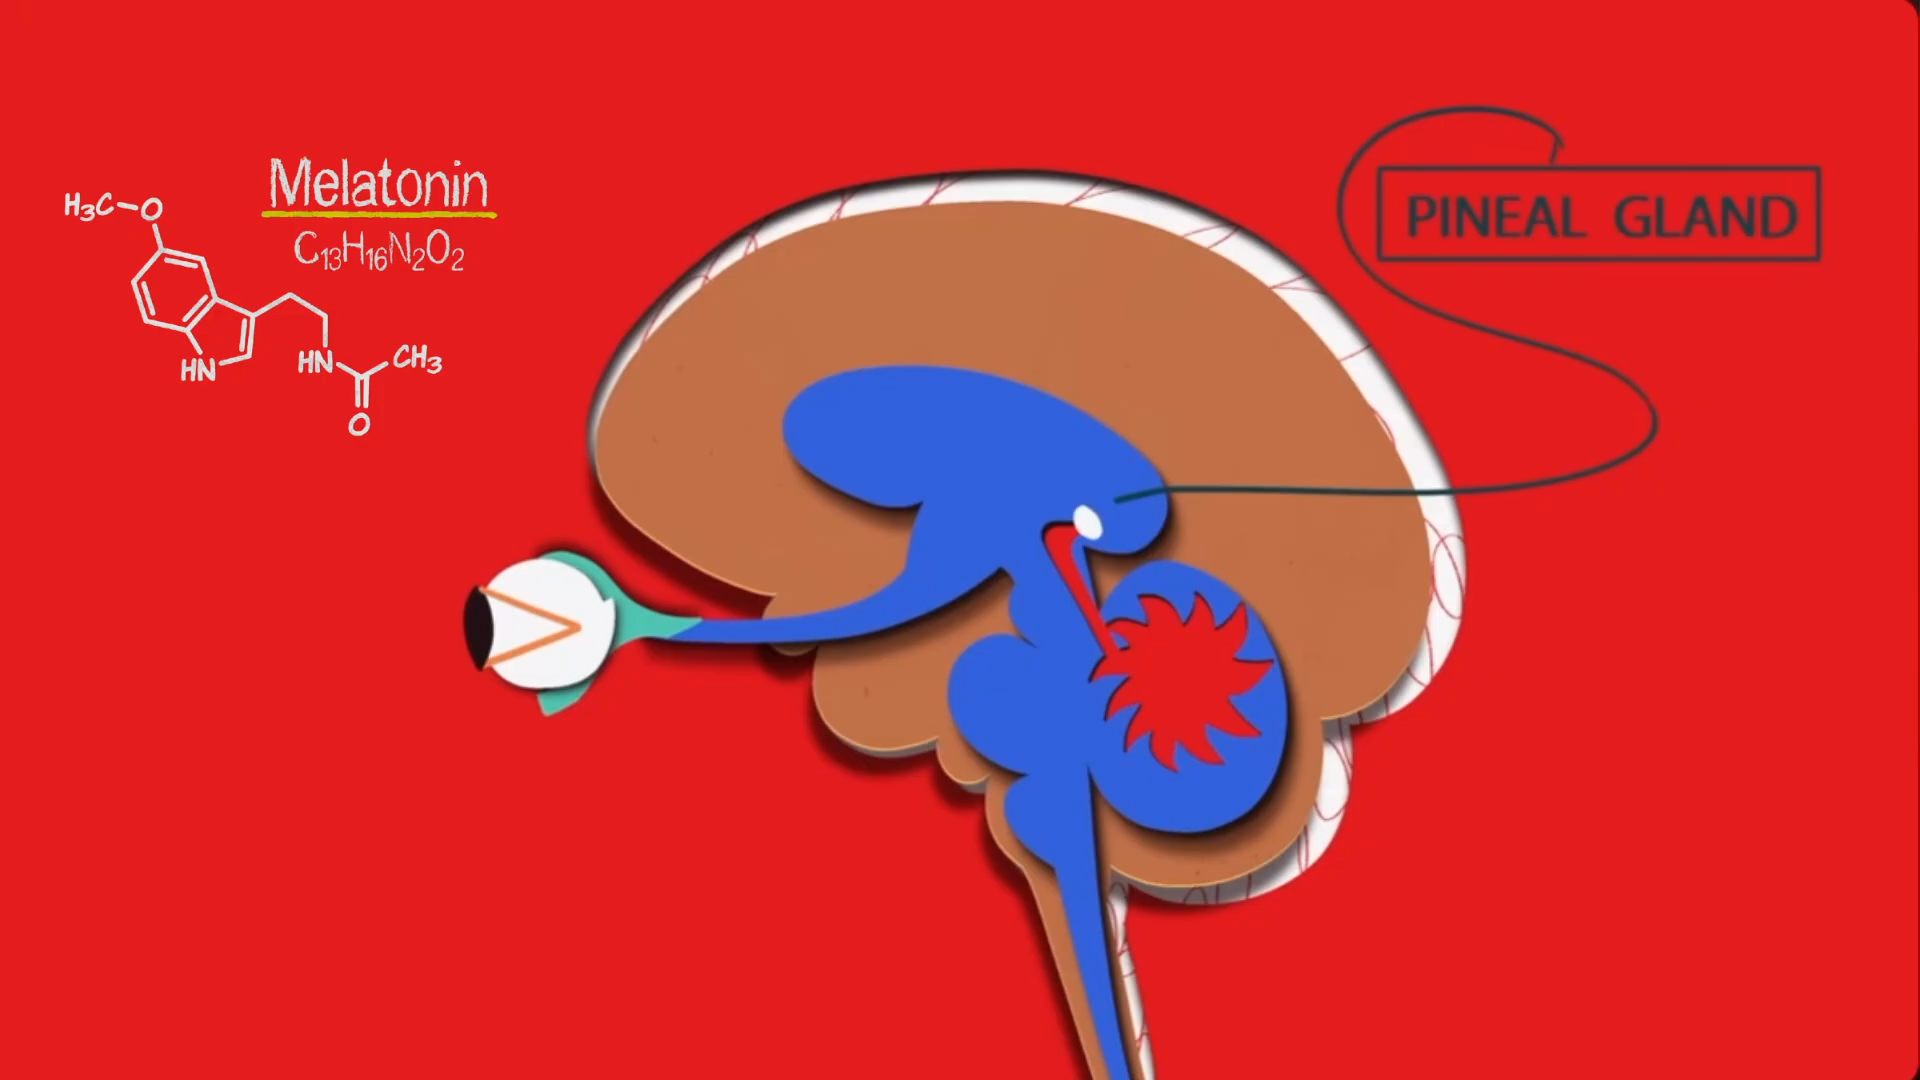 Melatonin
C₁₃H₁₆N₂O₂
H₃C
O
HN
HN
CH₃
O
PINEAL GLAND